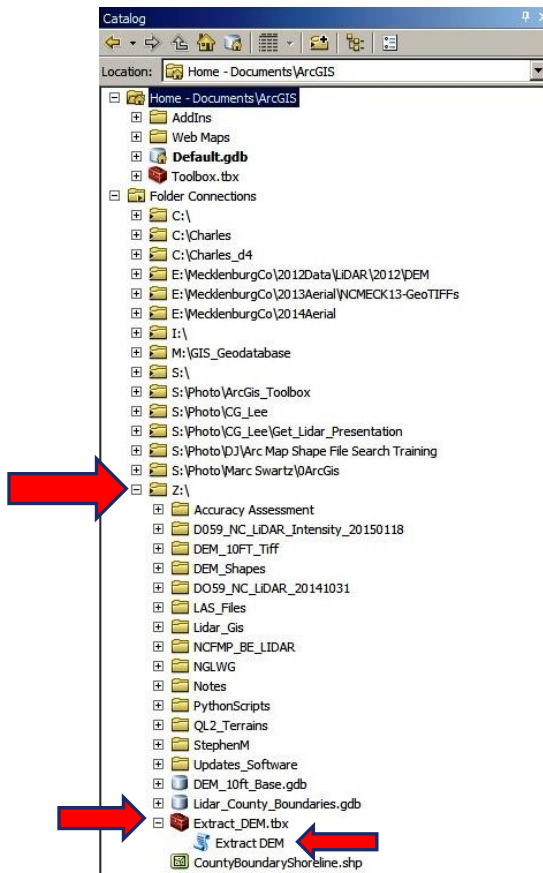 Catalog
Location: Home - Documents\ArcGIS
Home - Documents\ArcGIS
AddIns
Web Maps
Default.gdb
Toolbox.tbx
Folder Connections
C:\
C:\Charles
C:\Charles_d4
E:\MecklenburgCo\2012Data\LiDAR\2012\DEM
E:\MecklenburgCo\2013Aerial\NCMECK13-GeoTIFFs
E:\MecklenburgCo\2014Aerial
I:\
M:\GIS_Geodatabase
S:\
S:\Photo\ArcGis_Toolbox
S:\Photo\CG_Lee
S:\Photo\CG_Lee\Get_Lidar_Presentation
S:\Photo\DJ\Arc Map Shape File Search Training
S:\Photo\Marc Swartz\0ArcGis
Z:\
Accuracy Assessment
D059_NC_LiDAR_Intensity_20150118
DEM_10FT_Tiff
DEM_Shapes
DO59_NC_LiDAR_20141031
LAS_Files
Lidar_Gis
NCFMP_BE_LIDAR
NGLWG
Notes
PythonScripts
QL2_Terrains
StephenM
Updates_Software
DEM_10ft_Base.gdb
Lidar_County_Boundaries.gdb
Extract_DEM.tbx
Extract DEM
CountyBoundaryShoreline.shp